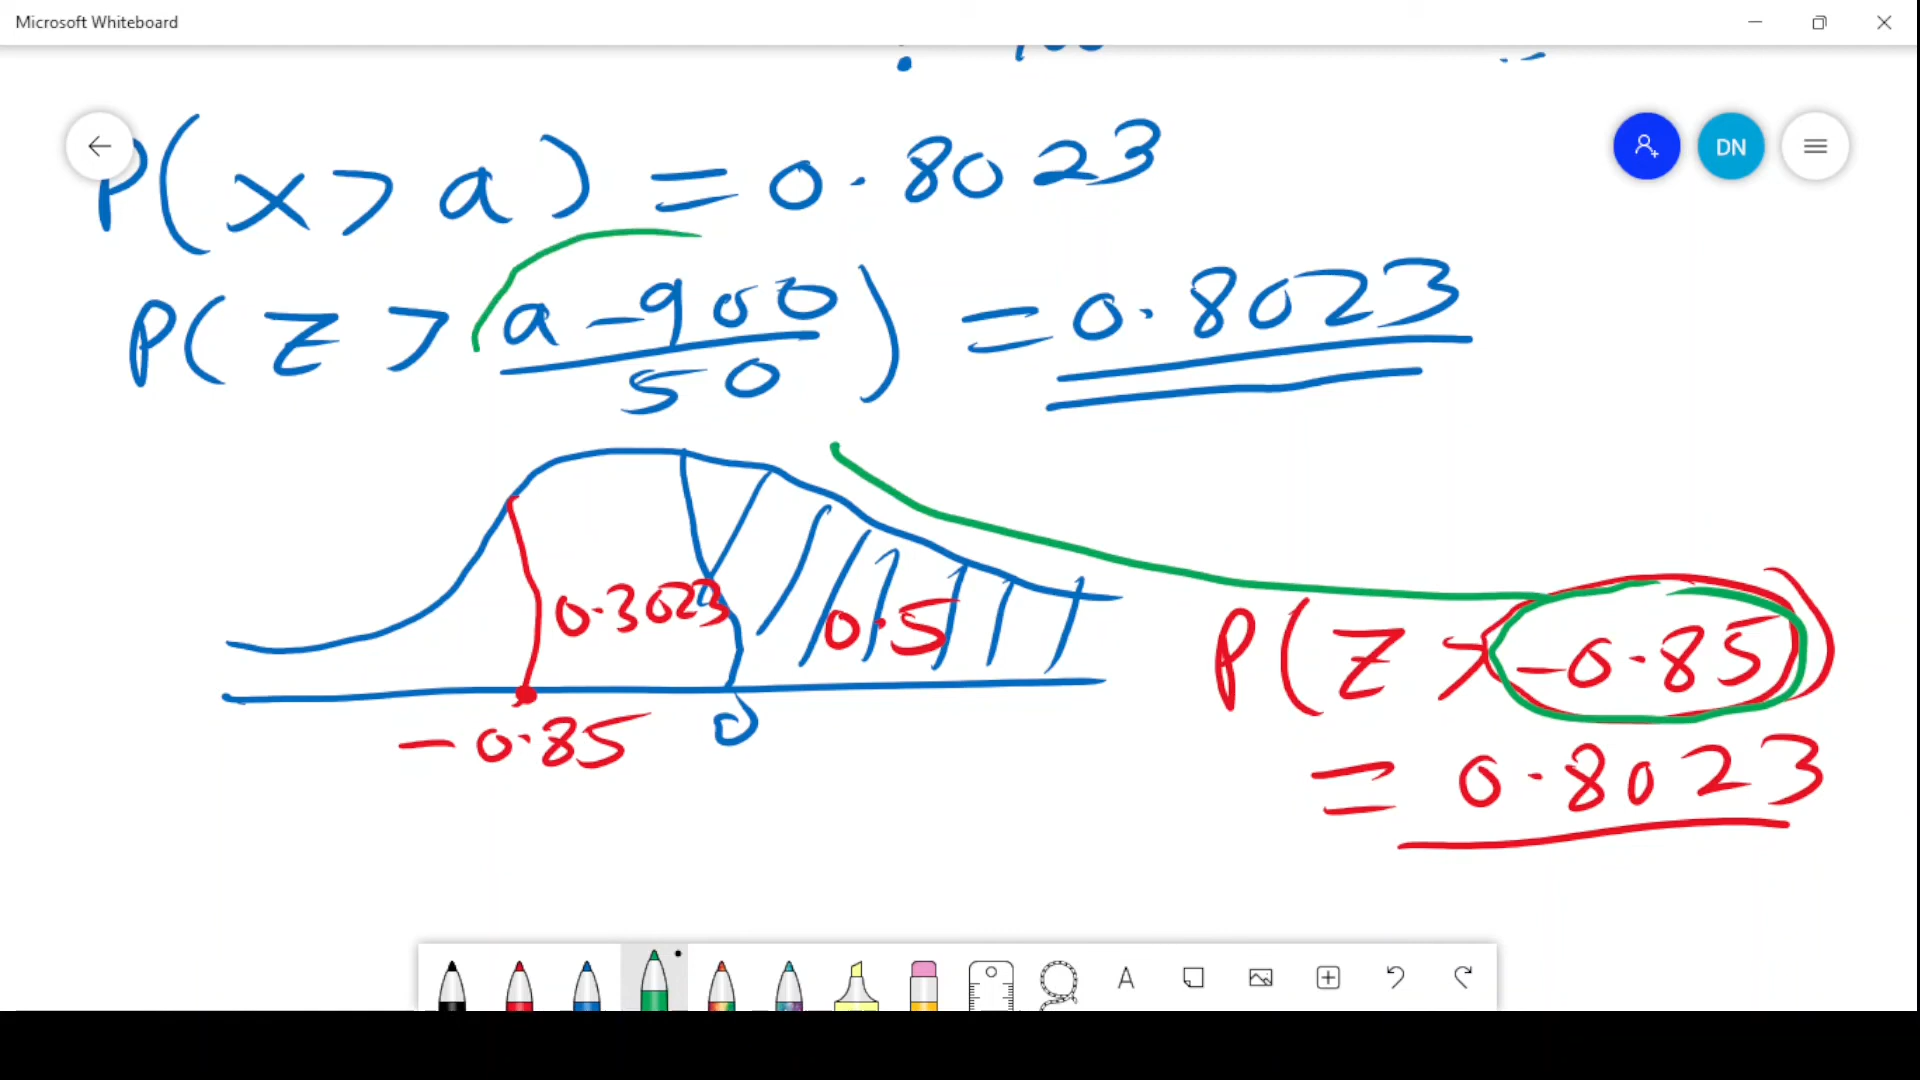 Microsoft Whiteboard
DN
P(x > a) = 0.8023
P(Z > a-900 / 50) = 0.8023
0.3023
0.5
-0.85
0
P(Z > -0.85)
= 0.8023
A